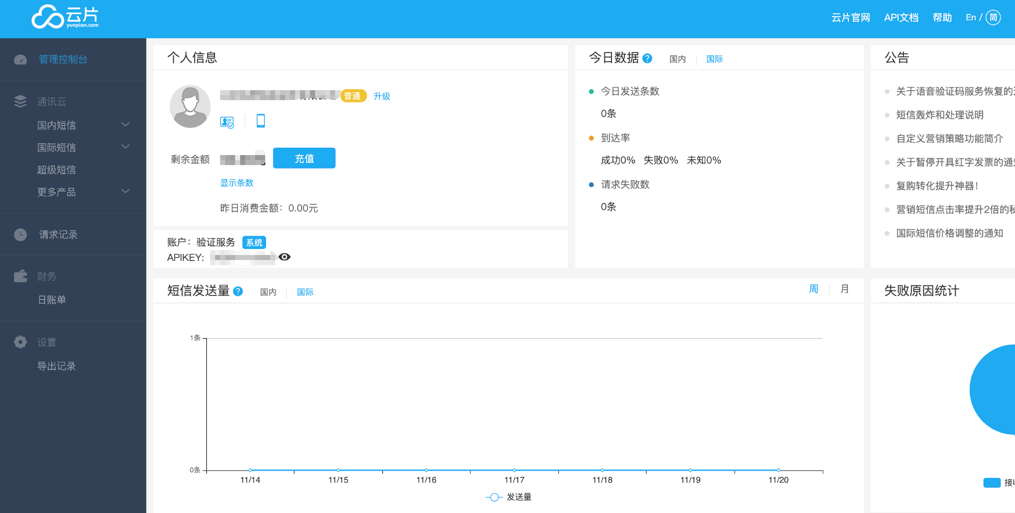 云片
yunpian.com
云片官网 API文档 帮助 En / 简
管理控制台
通讯云
国内短信
国际短信
超级短信
更多产品
请求记录
财务
日账单
设置
导出记录
个人信息
普通 升级
剩余金额 充值
显示条数
昨日消费金额：0.00元
账户： 验证服务 系统
APIKEY:
今日数据 ? 国内 国际
今日发送条数
0条
到达率
成功0% 失败0% 未知0%
请求失败数
0条
公告
关于语音验证码服务恢复的
短信轰炸和处理说明
自定义营销策略功能简介
关于暂停开具红字发票的通
复购转化提升神器！
营销短信点击率提升2倍的
国际短信价格调整的通知
短信发送量 ? 国内 国际 周 月
1条
0条
11/14 11/15 11/16 11/17 11/18 11/19 11/20
发送量
失败原因统计
接